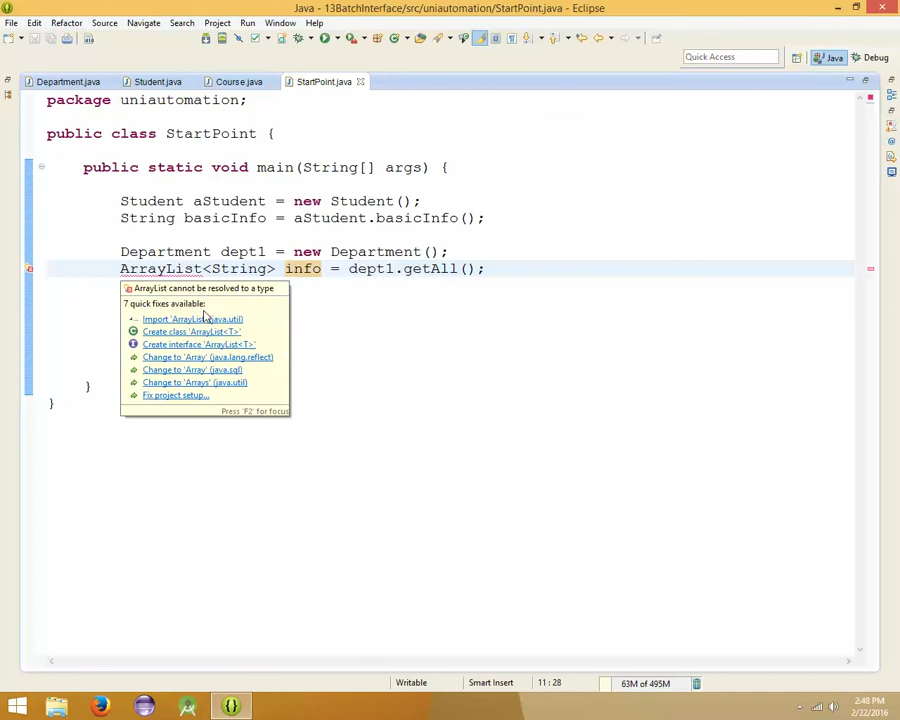 Java - 13BatchInterface/src/uniautomation/StartPoint.java - Eclipse
File Edit Refactor Source Navigate Search Project Run Window Help
Quick Access Java Debug
Department.java Student.java Course.java StartPoint.java
package uniautomation;
public class StartPoint {
public static void main(String[] args) {
Student aStudent = new Student();
String basicInfo = aStudent.basicInfo();
Department dept1 = new Department();
ArrayList<String> info = dept1.getAll();
ArrayList cannot be resolved to a type
7 quick fixes available:
Import 'ArrayList' (java.util)
Create class 'ArrayList<T>'
Create interface 'ArrayList<T>'
Change to 'Array' (java.lang.reflect)
Change to 'Array' (java.sql)
Change to 'Arrays' (java.util)
Fix project setup...
Press 'F2' for focus
}
}
Writable Smart Insert 11 : 28 63M of 495M
2:48 PM
2/22/2016